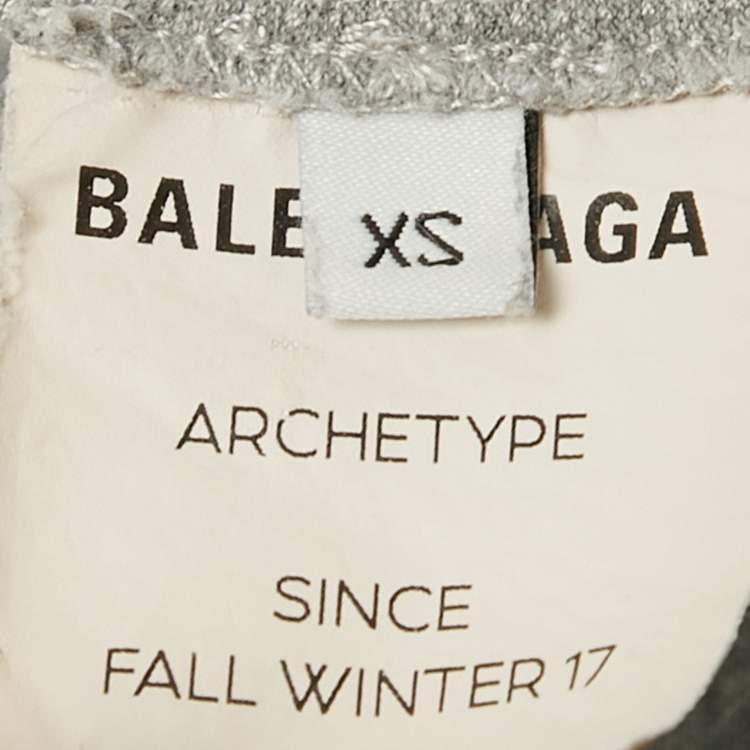 BALE AGA
XS
ARCHETYPE
SINCE
FALL WINTER 17